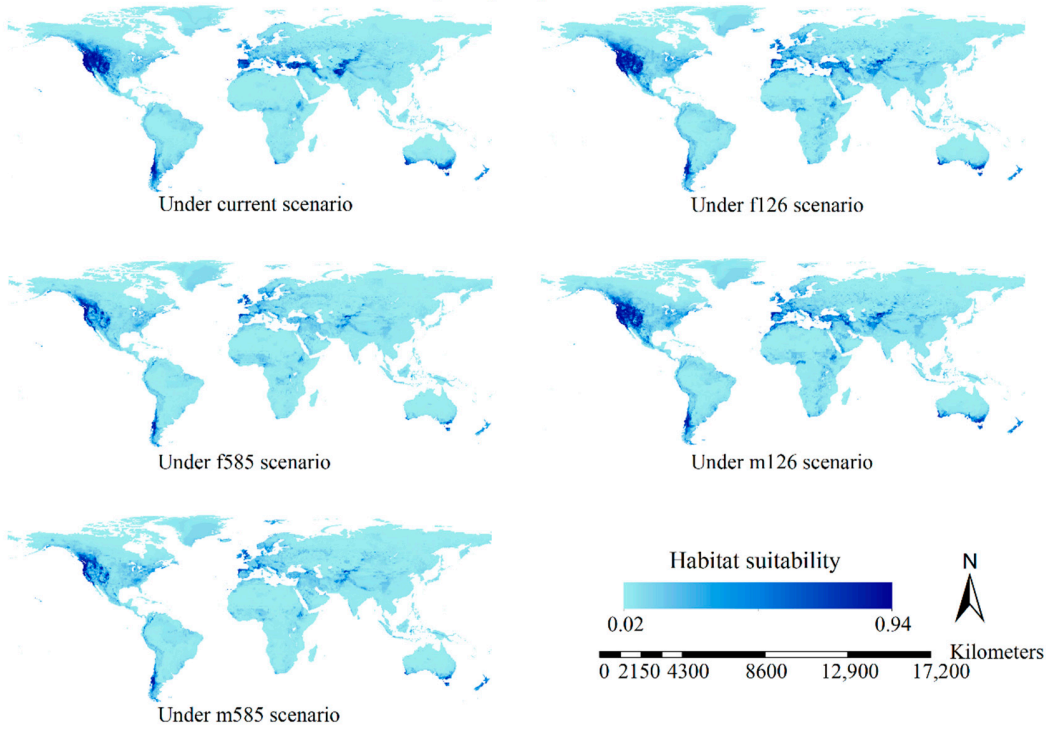 Under current scenario
Under f126 scenario
Under f585 scenario
Under m126 scenario
Under m585 scenario
Habitat suitability
0.02 0.94
N
Kilometers
0 2150 4300 8600 12,900 17,200